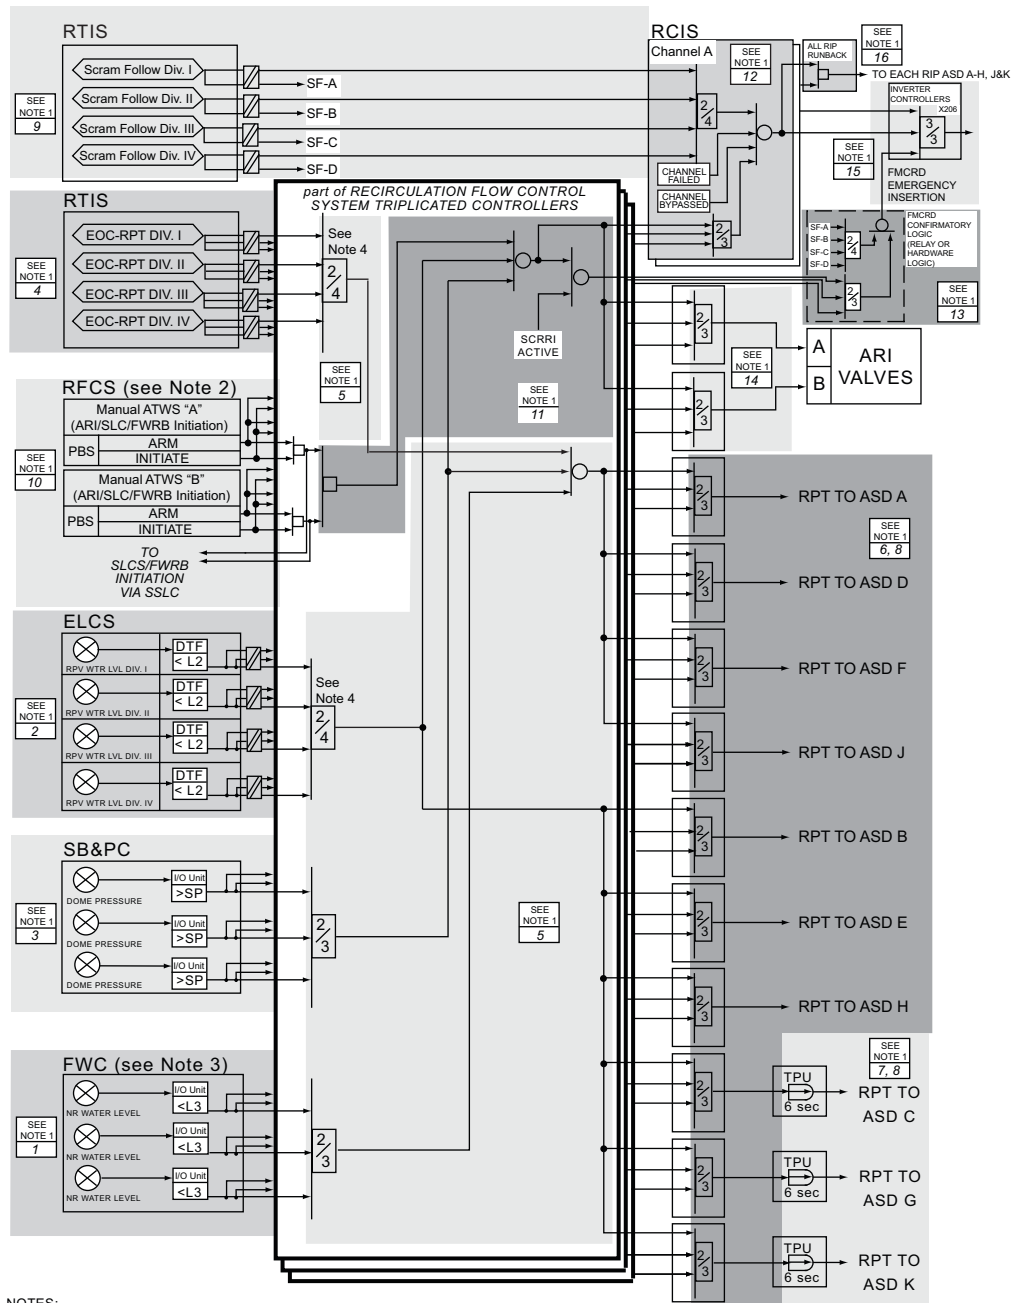 RTIS
Scram Follow Div. I
Scram Follow Div. II
Scram Follow Div. III
Scram Follow Div. IV
SF-A
SF-B
SF-C
SF-D
SEE
NOTE 1
9
RCIS
Channel A
SEE
NOTE 1
12
2/4
CHANNEL
FAILED
CHANNEL
BYPASSED
2/3
ALL RIP
RUNBACK
SEE
NOTE 1
16
TO EACH RIP ASD A-H, J&K
INVERTER
CONTROLLERS
X206
3/3
SEE
NOTE 1
15
FMCRD
EMERGENCY
INSERTION
SF-A
SF-B
SF-C
SF-D
2/4
2/3
FMCRD
CONFIRMATORY
LOGIC
(RELAY OR
HARDWARE
LOGIC)
SEE
NOTE 1
13
RTIS
EOC-RPT DIV. I
EOC-RPT DIV. II
EOC-RPT DIV. III
EOC-RPT DIV. IV
SEE
NOTE 1
4
part of RECIRCULATION FLOW CONTROL
SYSTEM TRIPLICATED CONTROLLERS
See
Note 4
2/4
SEE
NOTE 1
5
SCRRI
ACTIVE
SEE
NOTE 1
11
2/3
2/3
SEE
NOTE 1
14
A
B
ARI
VALVES
RFCS (see Note 2)
Manual ATWS “A”
(ARI/SLC/FWRB Initiation)
PBS
ARM
INITIATE
Manual ATWS “B”
(ARI/SLC/FWRB Initiation)
PBS
ARM
INITIATE
SEE
NOTE 1
10
TO
SLCS/FWRB
INITIATION
VIA SSLC
2/3
RPT TO ASD A
SEE
NOTE 1
6, 8
2/3
RPT TO ASD D
2/3
RPT TO ASD F
2/3
RPT TO ASD J
2/3
RPT TO ASD B
2/3
RPT TO ASD E
2/3
RPT TO ASD H
SEE
NOTE 1
7, 8
2/3
TPU
6 sec
RPT TO
ASD C
2/3
TPU
6 sec
RPT TO
ASD G
2/3
TPU
6 sec
RPT TO
ASD K
ELCS
RPV WTR LVL DIV. I
DTF
< L2
RPV WTR LVL DIV. II
DTF
< L2
RPV WTR LVL DIV. III
DTF
< L2
RPV WTR LVL DIV. IV
DTF
< L2
SEE
NOTE 1
2
See
Note 4
2/4
SB&PC
DOME PRESSURE
I/O Unit
>SP
DOME PRESSURE
I/O Unit
>SP
DOME PRESSURE
I/O Unit
>SP
SEE
NOTE 1
3
2/3
SEE
NOTE 1
5
FWC (see Note 3)
NR WATER LEVEL
I/O Unit
<L3
NR WATER LEVEL
I/O Unit
<L3
NR WATER LEVEL
I/O Unit
<L3
SEE
NOTE 1
1
2/3
NOTES: